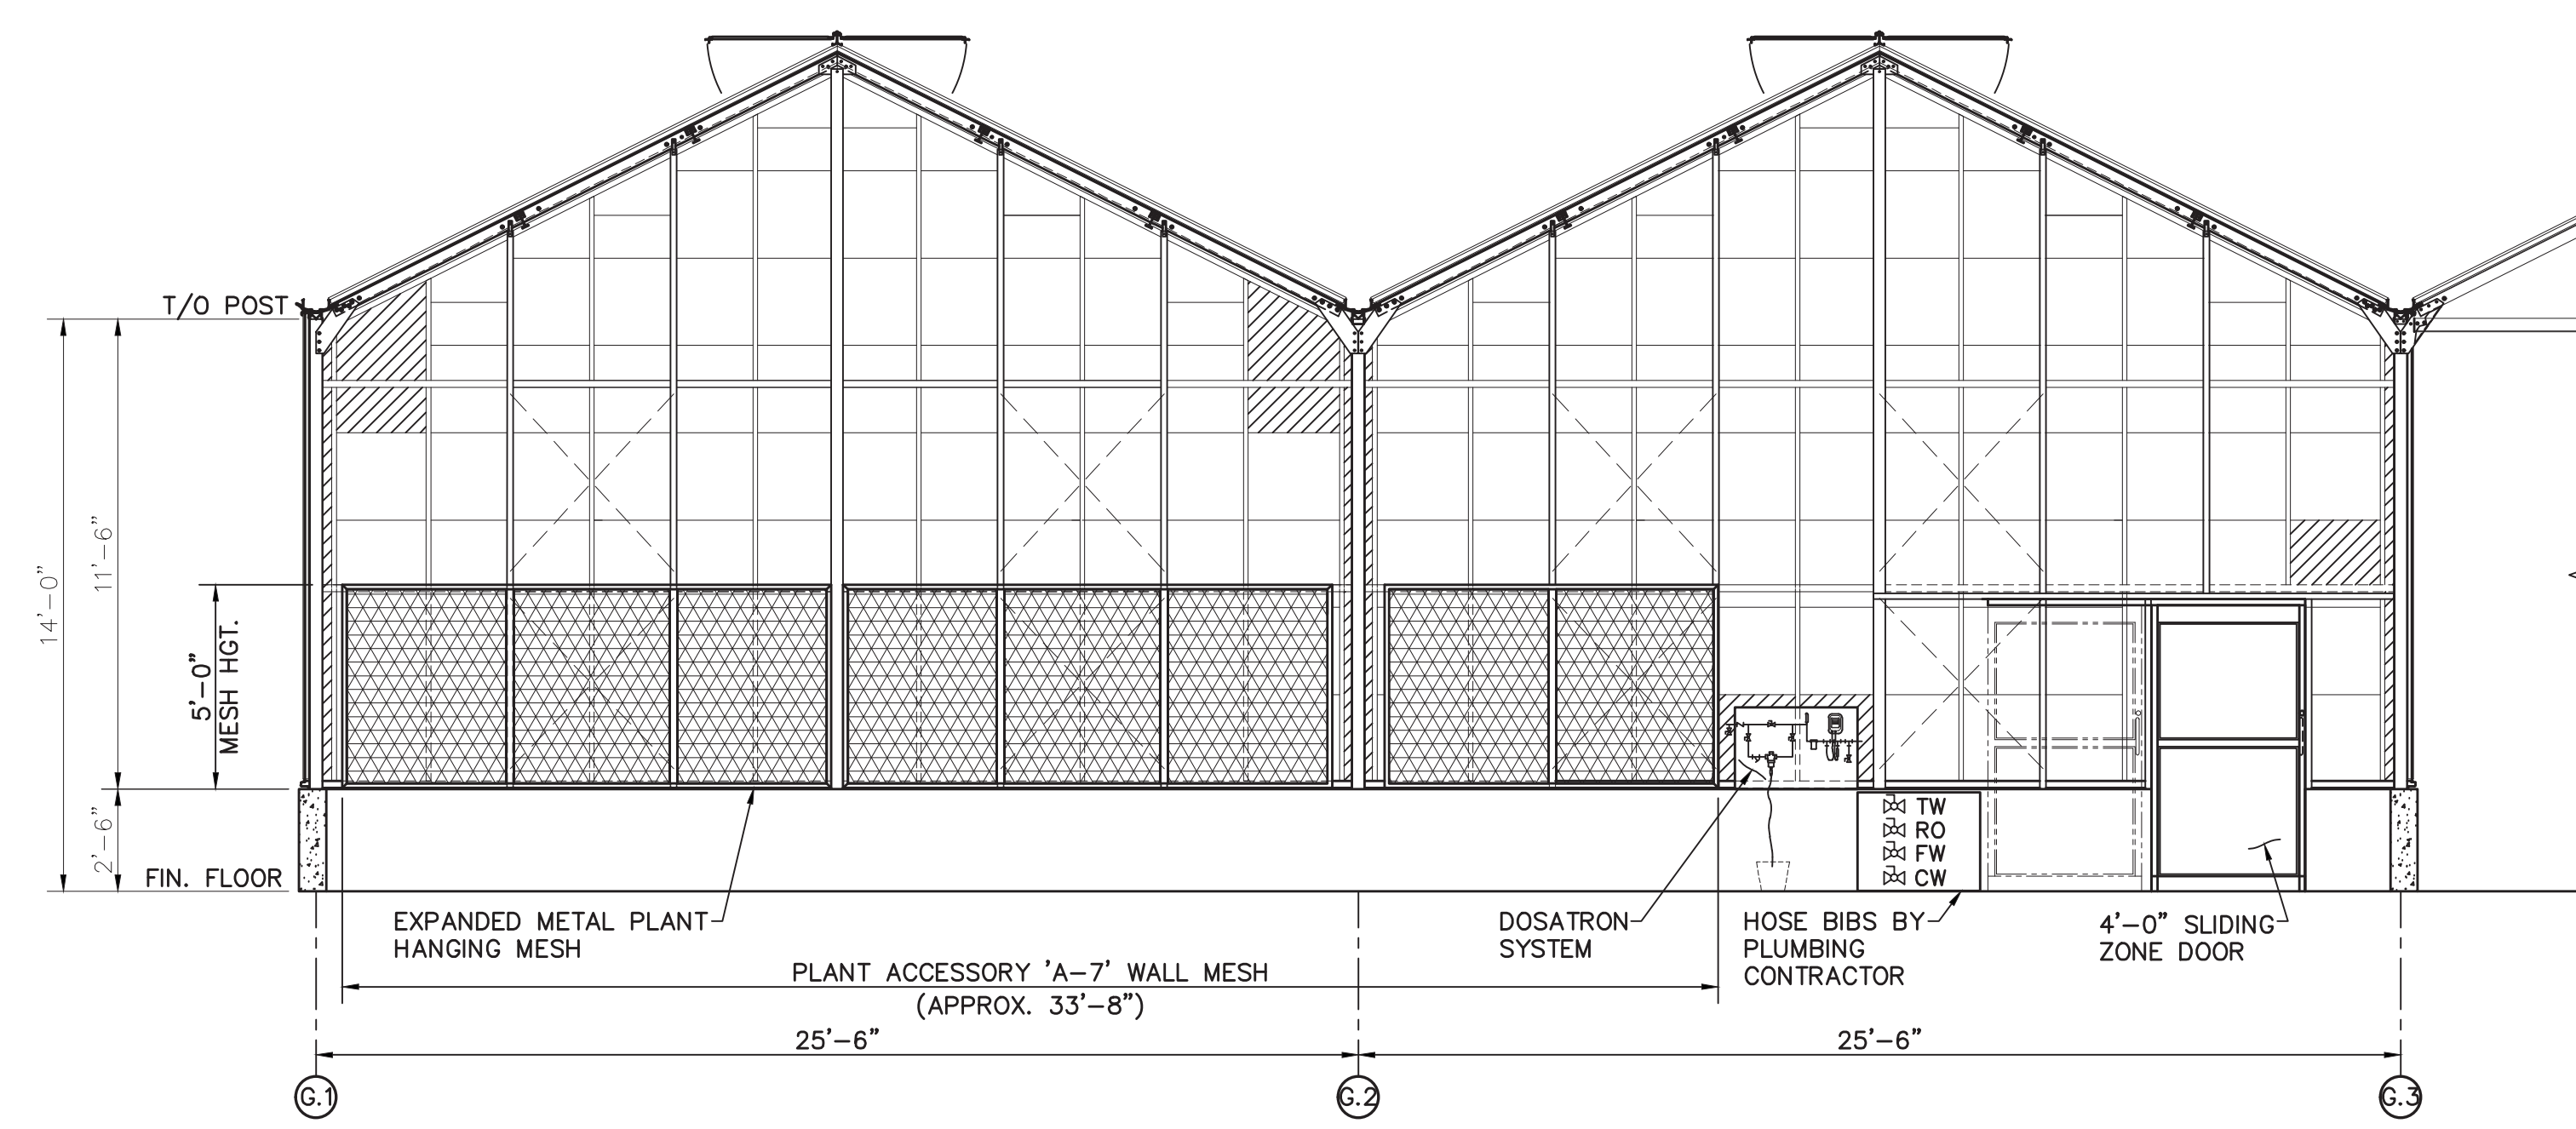 T/O POST
14'-0"
11'-6"
5'-0"
MESH HGT.
2'-6"
FIN. FLOOR
TW
RO
FW
CW
EXPANDED METAL PLANT
HANGING MESH
DOSATRON
SYSTEM
HOSE BIBS BY
PLUMBING
CONTRACTOR
4'-0" SLIDING
ZONE DOOR
PLANT ACCESSORY 'A-7' WALL MESH
(APPROX. 33'-8")
25'-6"
25'-6"
G.1
G.2
G.3